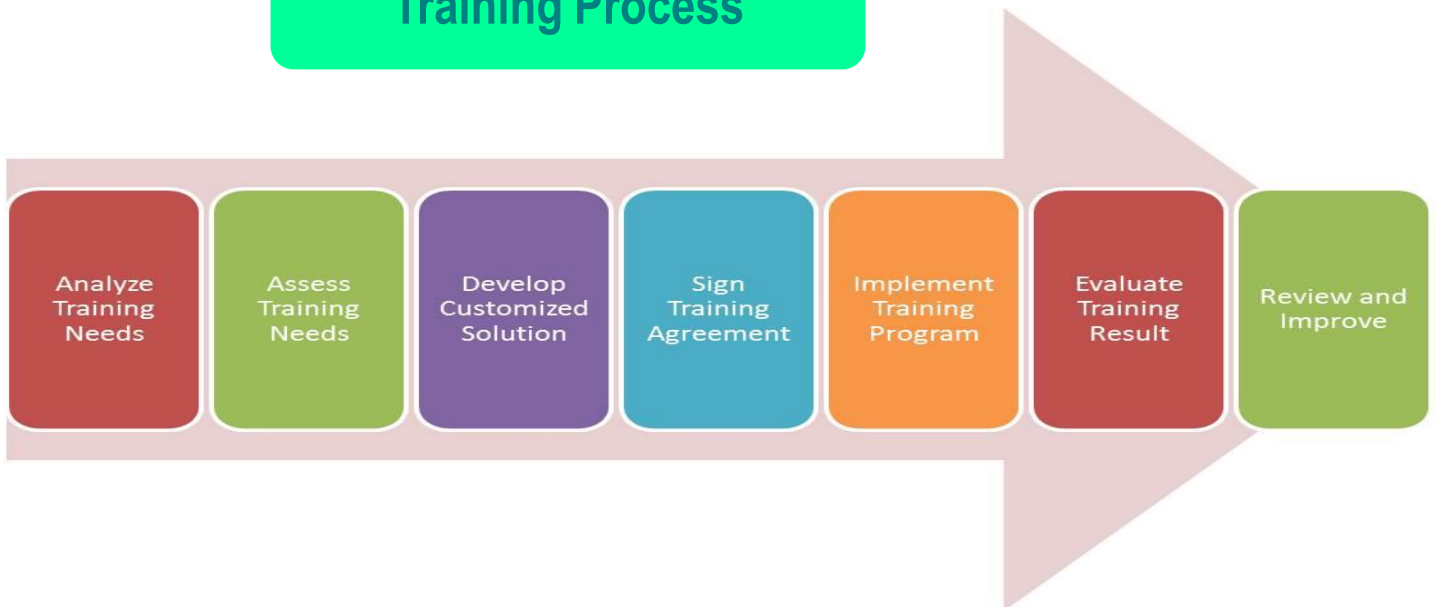 Training Process
Analyze
Training
Needs
Assess
Training
Needs
Develop
Customized
Solution
Sign
Training
Agreement
Implement
Training
Program
Evaluate
Training
Result
Review and
Improve